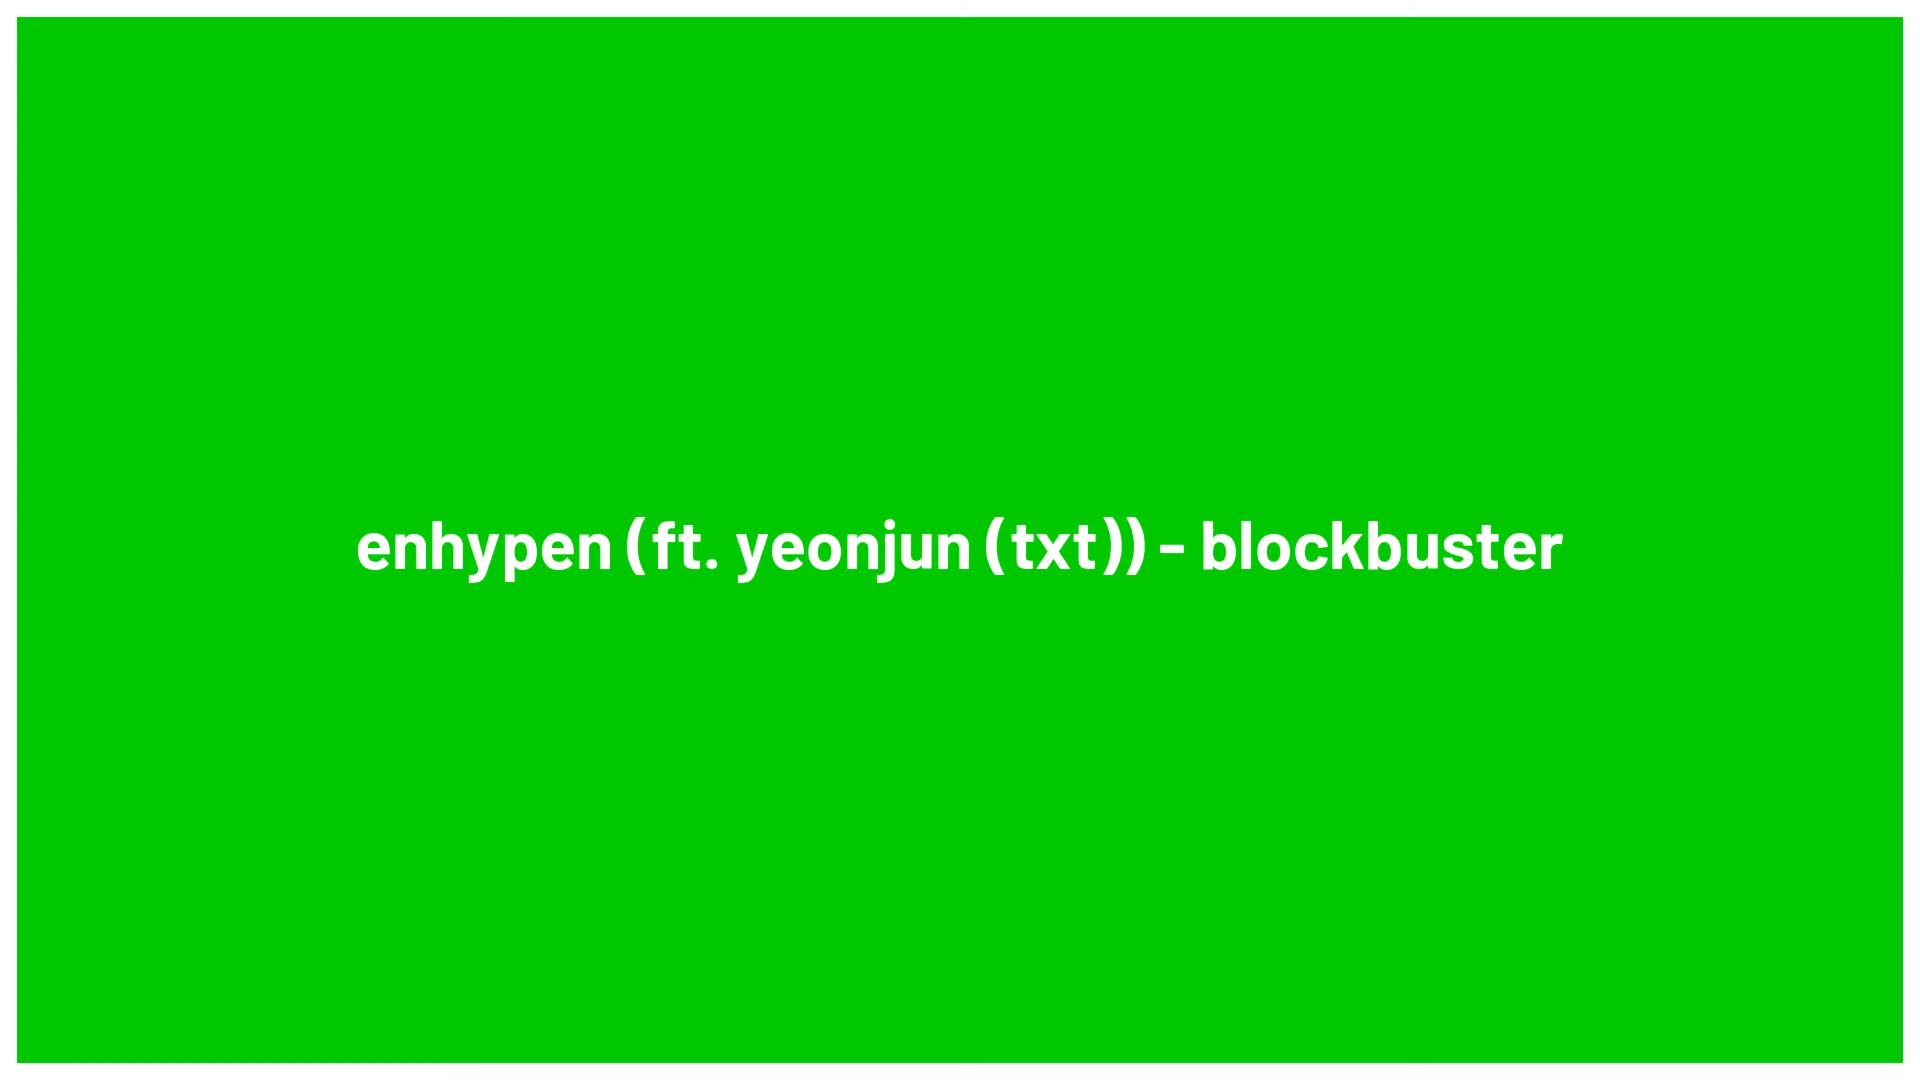 enhypen (ft. yeonjun (txt)) - blockbuster